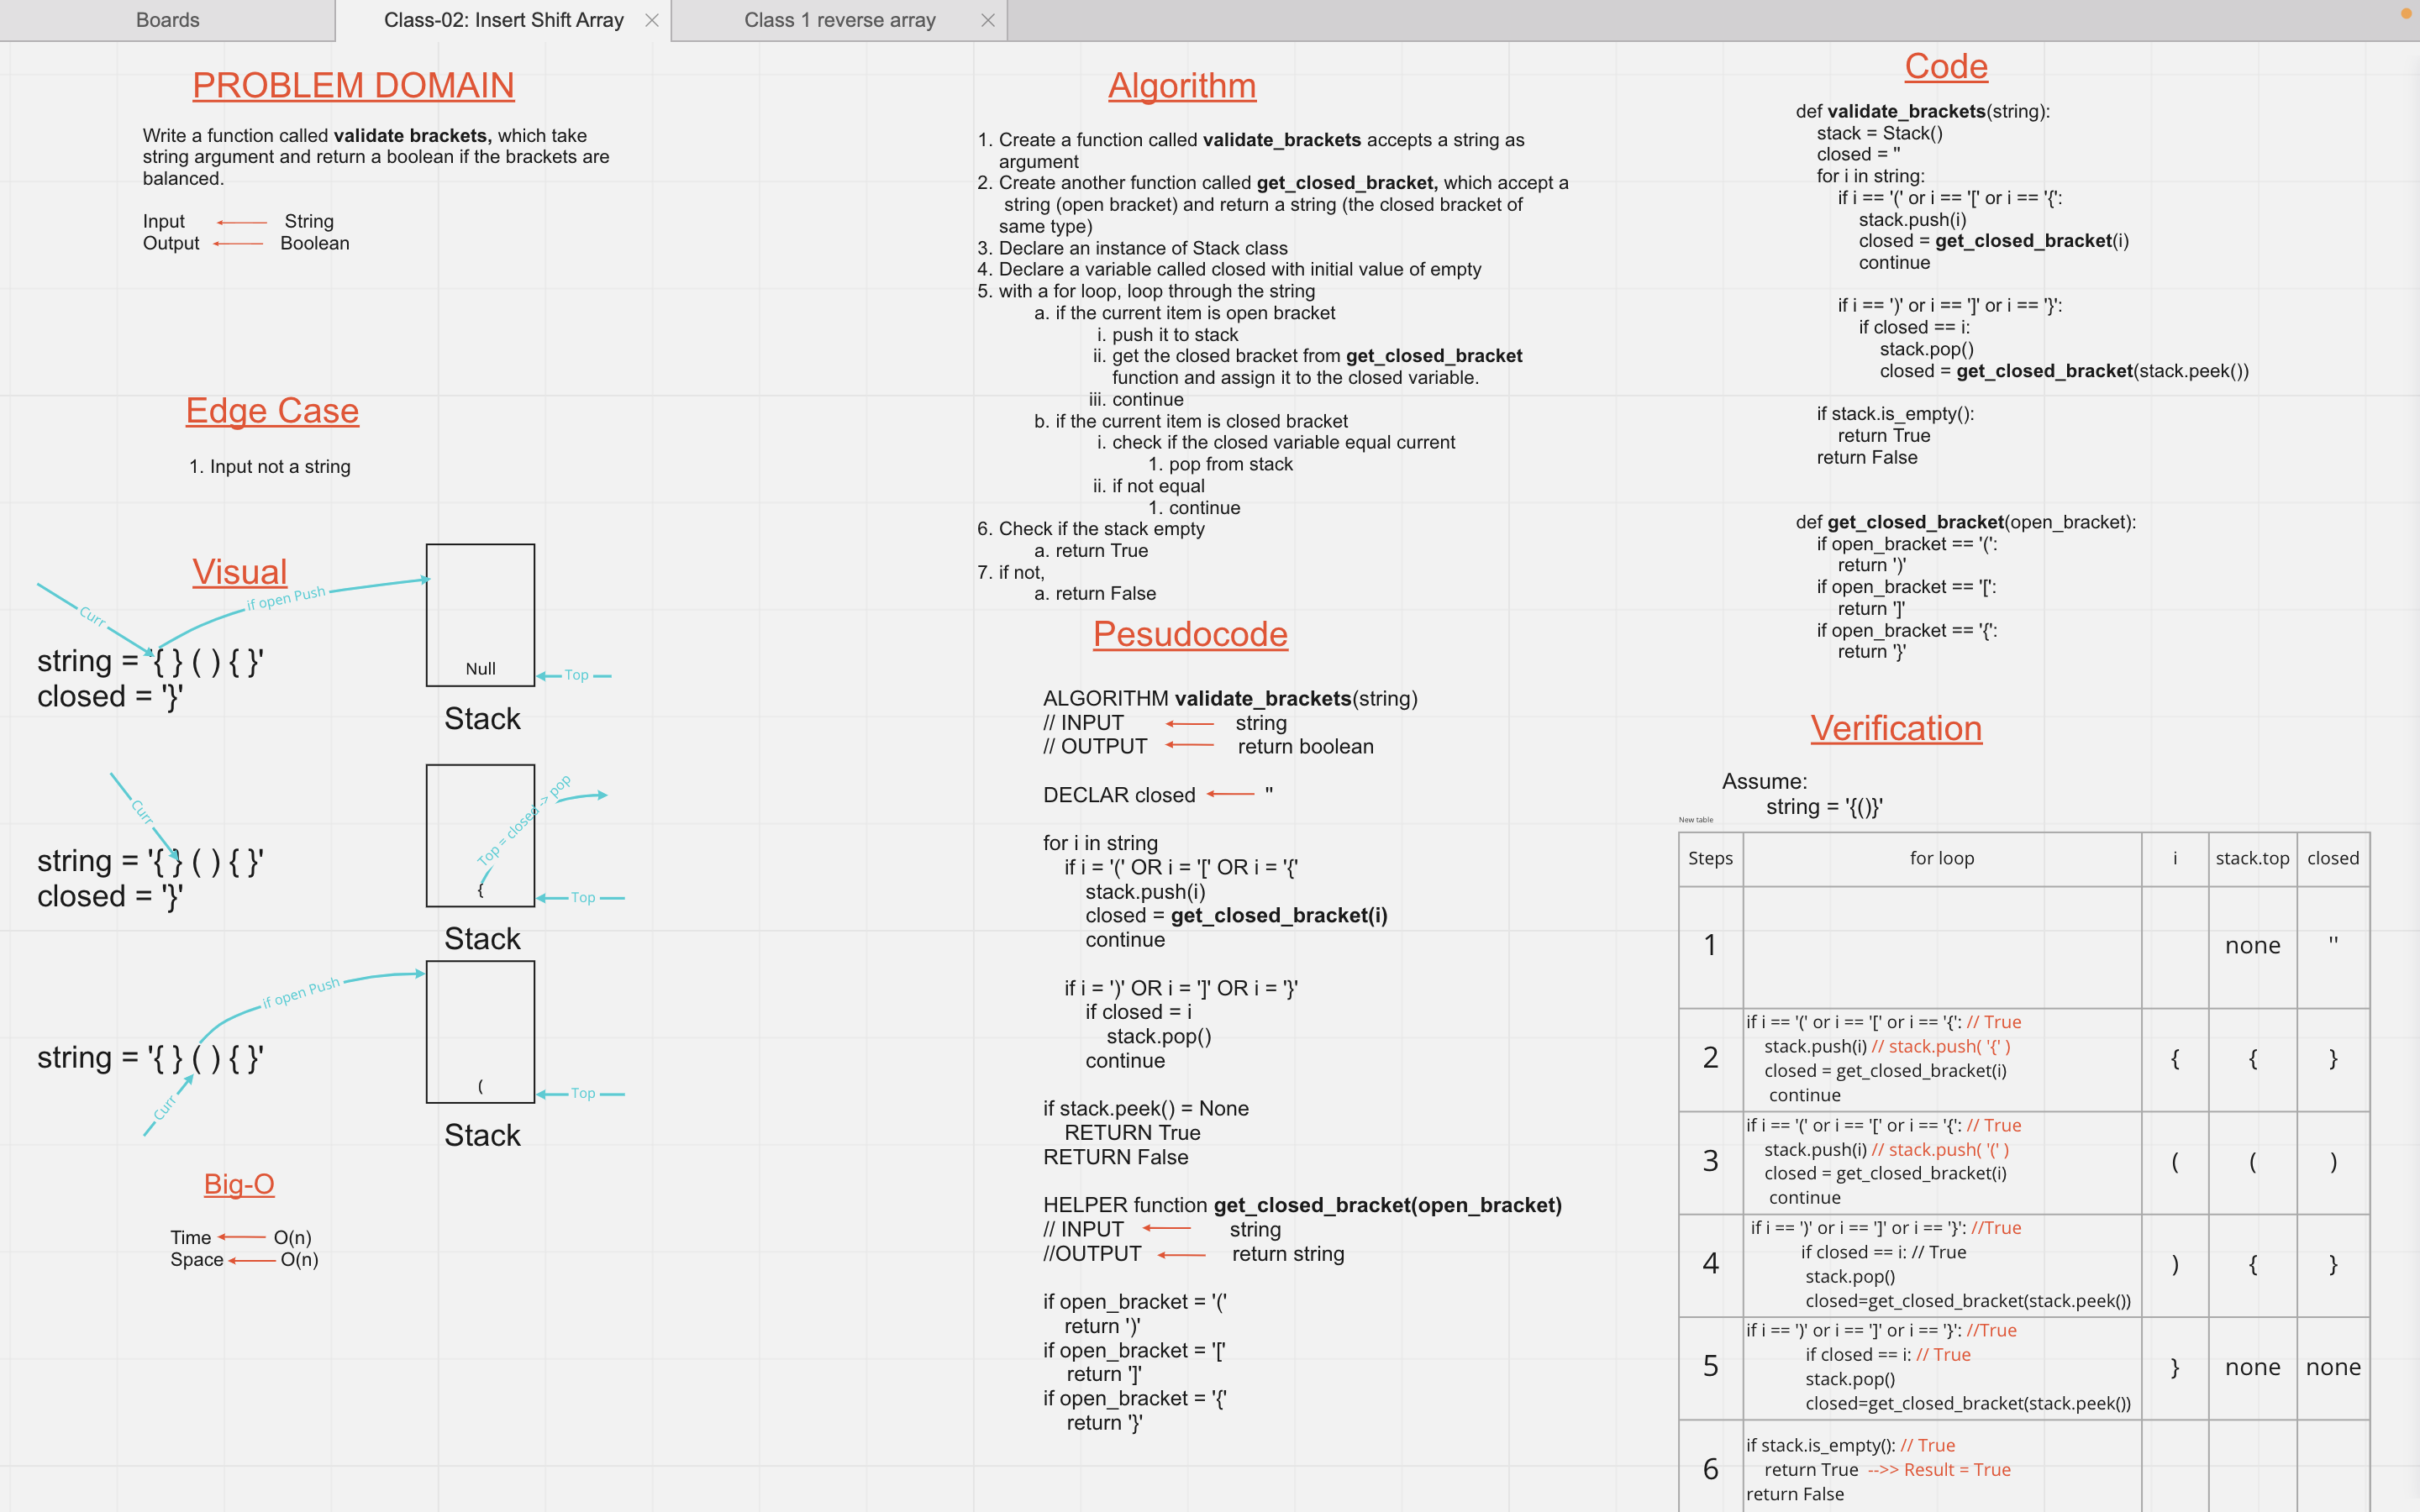 Boards
Class-02: Insert Shift Array
Class 1 reverse array
PROBLEM DOMAIN
Write a function called validate brackets, which take
string argument and return a boolean if the brackets are
balanced.
Input String
Output Boolean
Edge Case
1. Input not a string
Visual
Curr
if open Push
string = '{ } ( ) { }'
closed = '}'
Null
Top
Stack
Curr
string = '{ } ( ) { }'
closed = '}'
Top = closed -> pop
{
Top
Stack
if open Push
string = '{ } ( ) { }'
Curr
(
Top
Stack
Big-O
Time O(n)
Space O(n)
Algorithm
1. Create a function called validate_brackets accepts a string as
argument
2. Create another function called get_closed_bracket, which accept a
string (open bracket) and return a string (the closed bracket of
same type)
3. Declare an instance of Stack class
4. Declare a variable called closed with initial value of empty
5. with a for loop, loop through the string
a. if the current item is open bracket
i. push it to stack
ii. get the closed bracket from get_closed_bracket
function and assign it to the closed variable.
iii. continue
b. if the current item is closed bracket
i. check if the closed variable equal current
1. pop from stack
ii. if not equal
1. continue
6. Check if the stack empty
a. return True
7. if not,
a. return False
Pesudocode
ALGORITHM validate_brackets(string)
// INPUT string
// OUTPUT return boolean
DECLAR closed ''
for i in string
if i = '(' OR i = '[' OR i = '{'
stack.push(i)
closed = get_closed_bracket(i)
continue
if i = ')' OR i = ']' OR i = '}'
if closed = i
stack.pop()
continue
if stack.peek() = None
RETURN True
RETURN False
HELPER function get_closed_bracket(open_bracket)
// INPUT string
//OUTPUT return string
if open_bracket = '('
return ')'
if open_bracket = '['
return ']'
if open_bracket = '{'
return '}'
Code
def validate_brackets(string):
stack = Stack()
closed = ''
for i in string:
if i == '(' or i == '[' or i == '{':
stack.push(i)
closed = get_closed_bracket(i)
continue
if i == ')' or i == ']' or i == '}':
if closed == i:
stack.pop()
closed = get_closed_bracket(stack.peek())
if stack.is_empty():
return True
return False
def get_closed_bracket(open_bracket):
if open_bracket == '(':
return ')'
if open_bracket == '[':
return ']'
if open_bracket == '{':
return '}'
Verification
Assume:
string = '{()}'
New table
Steps for loop i stack.top closed
1 none ''
if i == '(' or i == '[' or i == '{': // True
stack.push(i) // stack.push( '{' )
closed = get_closed_bracket(i)
continue
2 { { }
if i == '(' or i == '[' or i == '{': // True
stack.push(i) // stack.push( '(' )
closed = get_closed_bracket(i)
continue
3 ( ( )
if i == ')' or i == ']' or i == '}': //True
if closed == i: // True
stack.pop()
closed=get_closed_bracket(stack.peek())
4 ) { }
if i == ')' or i == ']' or i == '}': //True
if closed == i: // True
stack.pop()
closed=get_closed_bracket(stack.peek())
5 } none none
if stack.is_empty(): // True
return True -->> Result = True
return False
6